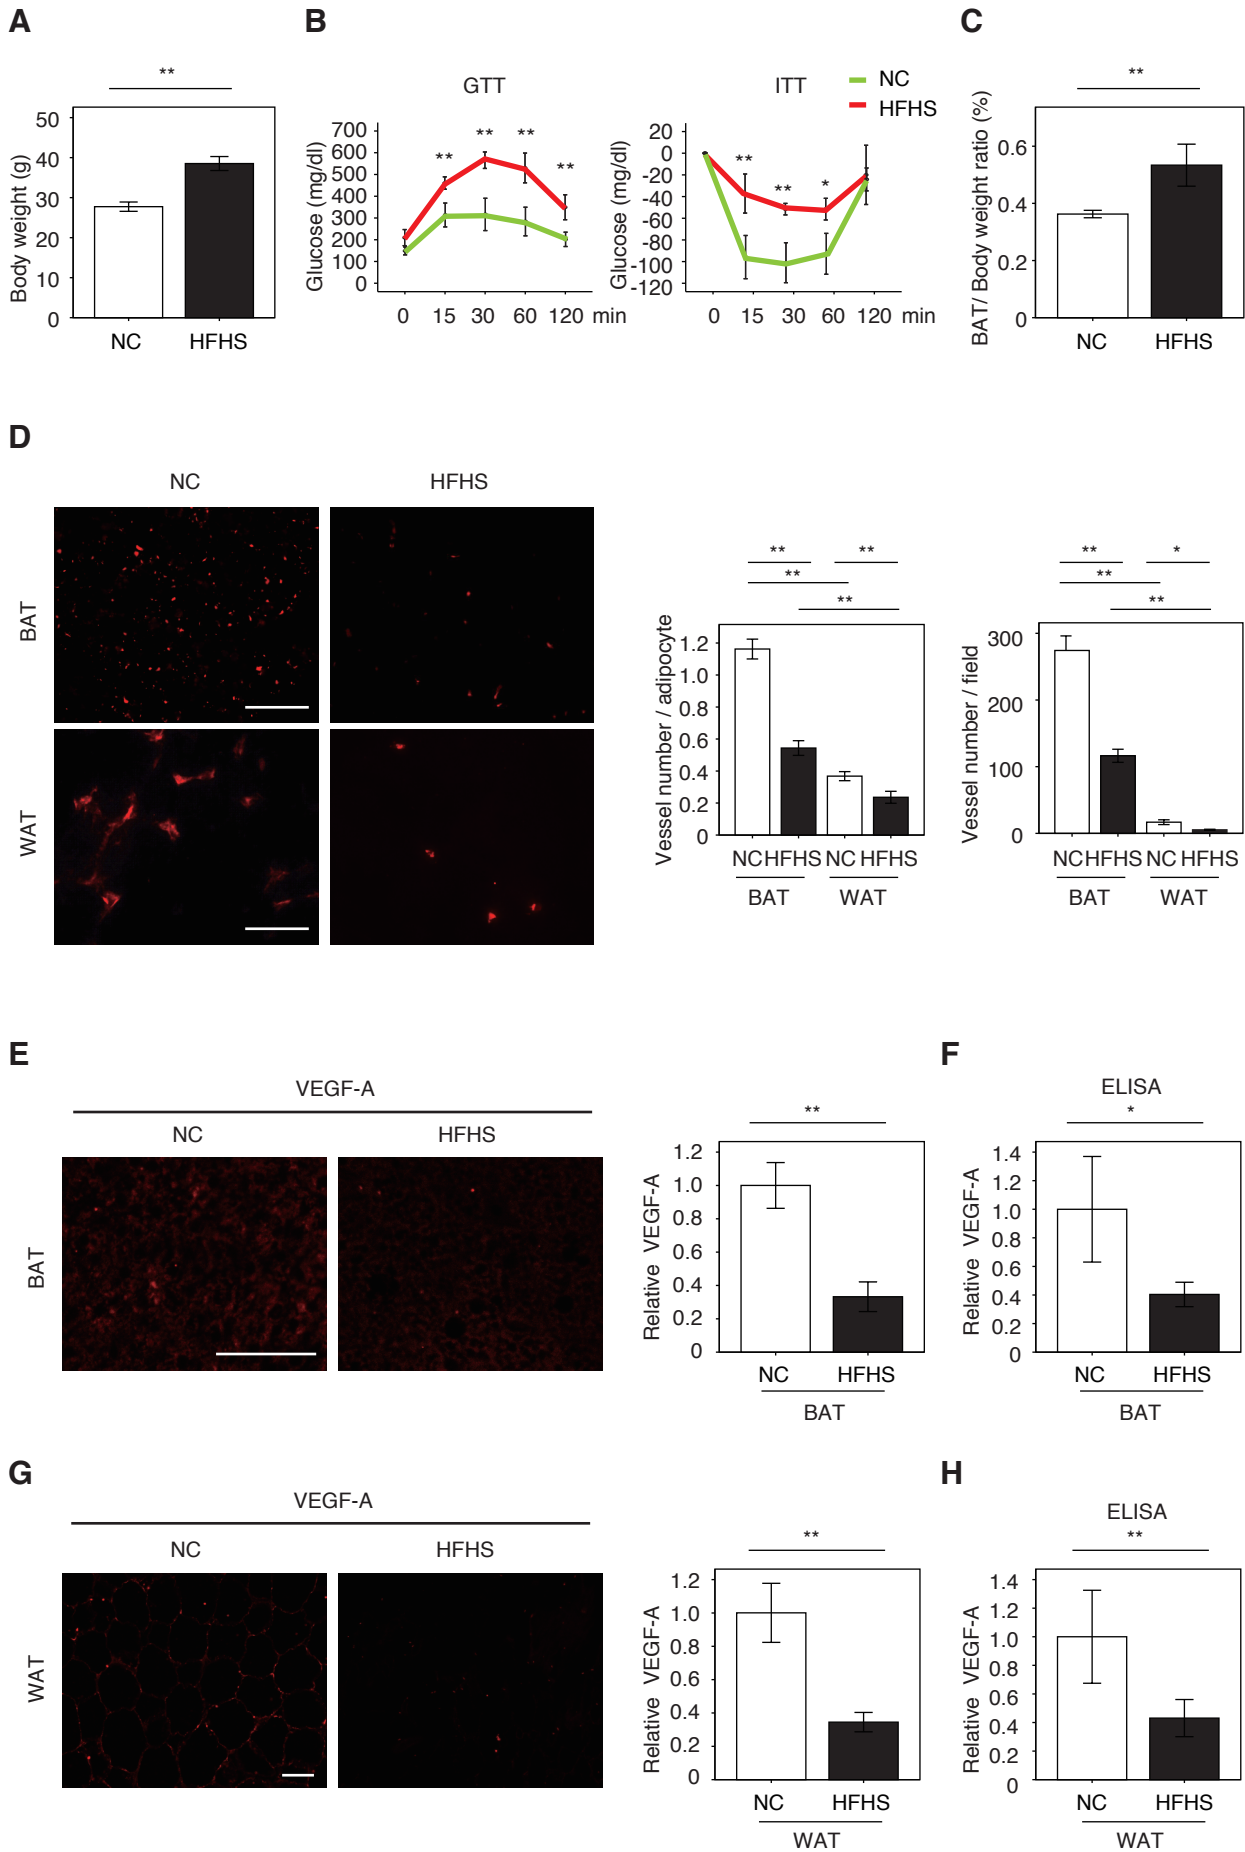 A
B
C
**
Body weight (g)
50
40
30
20
10
0
NC
HFHS
GTT
Glucose (mg/dl)
700
600
500
400
300
200
100
0
**
**
**
**
0 15 30 60 120 min
ITT
NC
HFHS
Glucose (mg/dl)
20
0
-20
-40
-60
-80
-100
-120
**
**
*
0 15 30 60 120 min
**
BAT/ Body weight ratio (%)
0.6
0.4
0.2
0
NC
HFHS
D
NC
HFHS
BAT
WAT
** **
**
**
Vessel number / adipocyte
1.2
1.0
0.8
0.6
0.4
0.2
0
NC HFHS NC HFHS
BAT WAT
** *
**
**
Vessel number / field
300
200
100
0
NC HFHS NC HFHS
BAT WAT
E
VEGF-A
NC
HFHS
BAT
**
Relative VEGF-A
1.2
1.0
0.8
0.6
0.4
0.2
0
NC HFHS
BAT
F
ELISA
*
Relative VEGF-A
1.4
1.2
1.0
0.8
0.6
0.4
0.2
0
NC HFHS
BAT
G
VEGF-A
NC
HFHS
WAT
**
Relative VEGF-A
1.2
1.0
0.8
0.6
0.4
0.2
0
NC HFHS
WAT
H
ELISA
**
Relative VEGF-A
1.4
1.2
1.0
0.8
0.6
0.4
0.2
0
NC HFHS
WAT